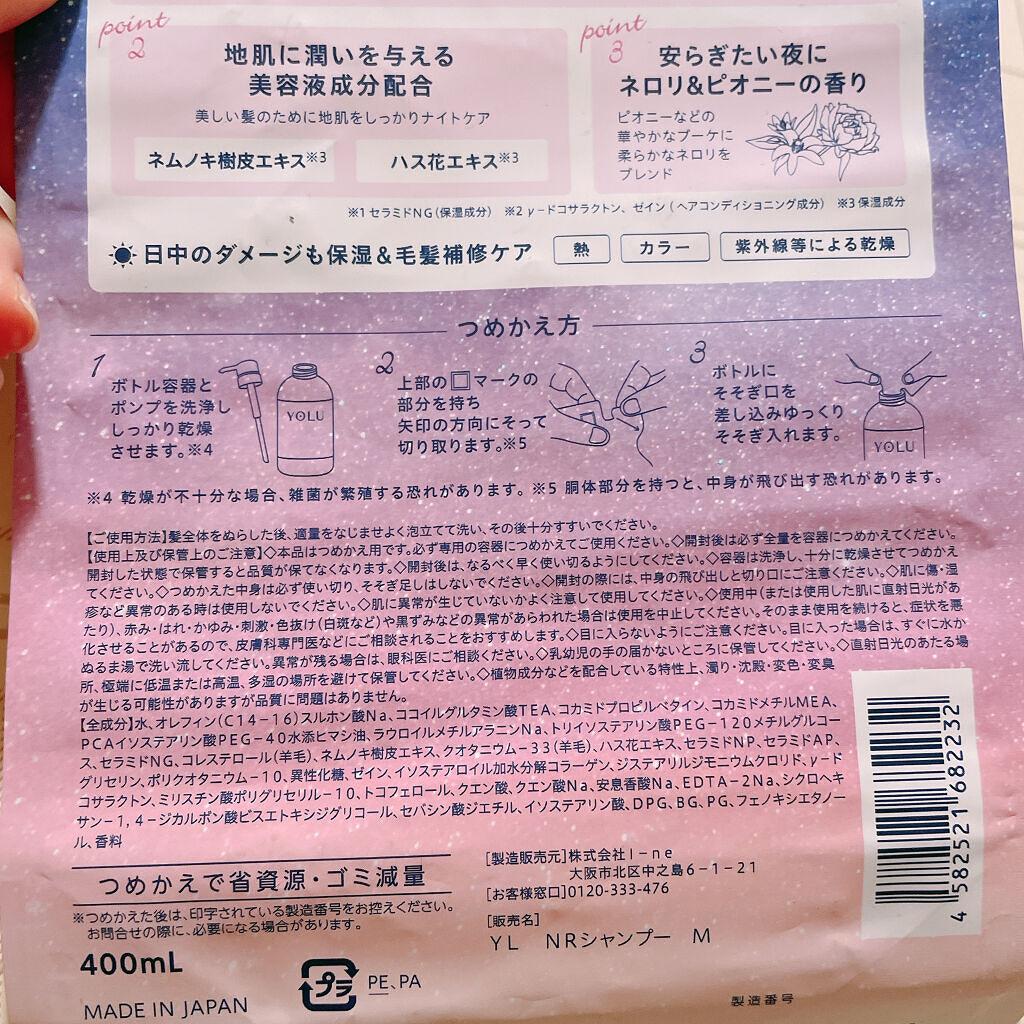 point
2
地肌に潤いを与える
美容液成分配合
美しい髪のために地肌をしっかりナイトケア
ネムノキ樹皮エキス※3
ハス花エキス※3
point
3
安らぎたい夜に
ネロリ&ピオニーの香り
ピオニーなどの
華やかなブーケに
柔らかなネロリを
ブレンド
※1 セラミドNG(保湿成分) ※2 γ-ドコサラクトン、ゼイン(ヘアコンディショニング成分) ※3 保湿成分
日中のダメージも保湿&毛髪補修ケア
熱
カラー
紫外線等による乾燥
つめかえ方
1
ボトル容器と
ポンプを洗浄し
しっかり乾燥
させます。※4
YOLU
2
上部の□マークの
部分を持ち
矢印の方向にそって
切り取ります。※5
3
ボトルに
そそぎ口を
差し込みゆっくり
そそぎ入れます。
YOLU
※4 乾燥が不十分な場合、雑菌が繁殖する恐れがあります。※5 胴体部分を持つと、中身が飛び出す恐れがあります。
【ご使用方法】髪全体をぬらした後、適量をなじませよく泡立てて洗い、その後十分すすいでください。
【使用上及び保管上のご注意】◇本品はつめかえ用です。必ず専用の容器につめかえてご使用ください。◇開封後は必ず全量を容器につめかえてください。
開封した状態で保管すると品質が保てなくなります。◇開封後は、なるべく早く使い切るようにしてください。◇容器は洗浄し、十分に乾燥させてつめかえ
てください。◇つめかえた中身は必ず使い切り、そそぎ足しはしないでください。◇開封の際には、中身の飛び出しと切り口にご注意ください。◇肌に傷・湿
疹など異常のある時は使用しないでください。◇肌に異常が生じていないかよく注意して使用してください。◇使用中(または使用した肌に直射日光があ
たり)、赤み・はれ・かゆみ・刺激・色抜け(白斑など)や黒ずみなどの異常があらわれた場合は使用を中止してください。そのまま使用を続けると、症状を悪
化させることがあるので、皮膚科専門医などにご相談されることをおすすめします。◇目に入らないようにご注意ください。目に入った場合は、すぐに水か
ぬるま湯で洗い流してください。異常が残る場合は、眼科医にご相談ください。◇乳幼児の手の届かないところに保管してください。◇直射日光のあたる場
所、極端に低温または高温、多湿の場所を避けて保管してください。◇植物成分などを配合している特性上、濁り・沈殿・変色・変臭
が生じる可能性がありますが品質に問題はありません。
【全成分】水、オレフィン(C14-16)スルホン酸Na、ココイルグルタミン酸TEA、コカミドプロピルベタイン、コカミドメチルMEA、
PCAイソステアリン酸PEG-40水添ヒマシ油、ラウロイルメチルアラニンNa、トリイソステアリン酸PEG-120メチルグルコー
ス、セラミドNG、コレステロール(羊毛)、ネムノキ樹皮エキス、クオタニウム-33(羊毛)、ハス花エキス、セラミドNP、セラミドAP、
グリセリン、ポリクオタニウム-10、異性化糖、ゼイン、イソステアロイル加水分解コラーゲン、ジステアリルジモニウムクロリド、γ-ド
コサラクトン、ミリスチン酸ポリグリセリル-10、トコフェロール、クエン酸、クエン酸Na、安息香酸Na、EDTA-2Na、シクロヘキ
サン-1,4-ジカルボン酸ビスエトキシジグリコール、セバシン酸ジエチル、イソステアリン酸、DPG、BG、PG、フェノキシエタノー
ル、香料
つめかえで省資源・ゴミ減量
※つめかえた後は、印字されている製造番号をお控えください。
お問合せの際に、必要になる場合があります。
400mL
MADE IN JAPAN
プラ
PE、PA
[製造販売元]株式会社I-ne
大阪市北区中之島6-1-21
[お客様窓口]0120-333-476
[販売名]
YL NRシャンプー M
製造番号
4 582521 682232